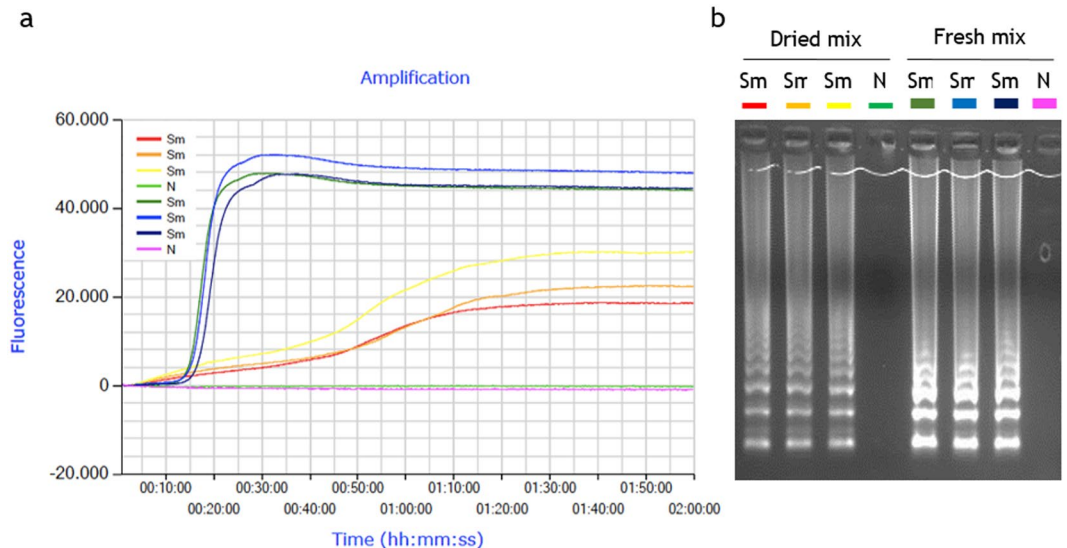 a
Amplification
Fluorescence
60.000
40.000
20.000
0
-20.000
Sm
Sm
Sm
N
Sm
Sm
Sm
N
00:10:00 00:30:00 00:50:00 01:10:00 01:30:00 01:50:00
00:20:00 00:40:00 01:00:00 01:20:00 01:40:00 02:00:00
Time (hh:mm:ss)
b
Dried mix Fresh mix
Sm Sm Sm N Sm Sm Sm N